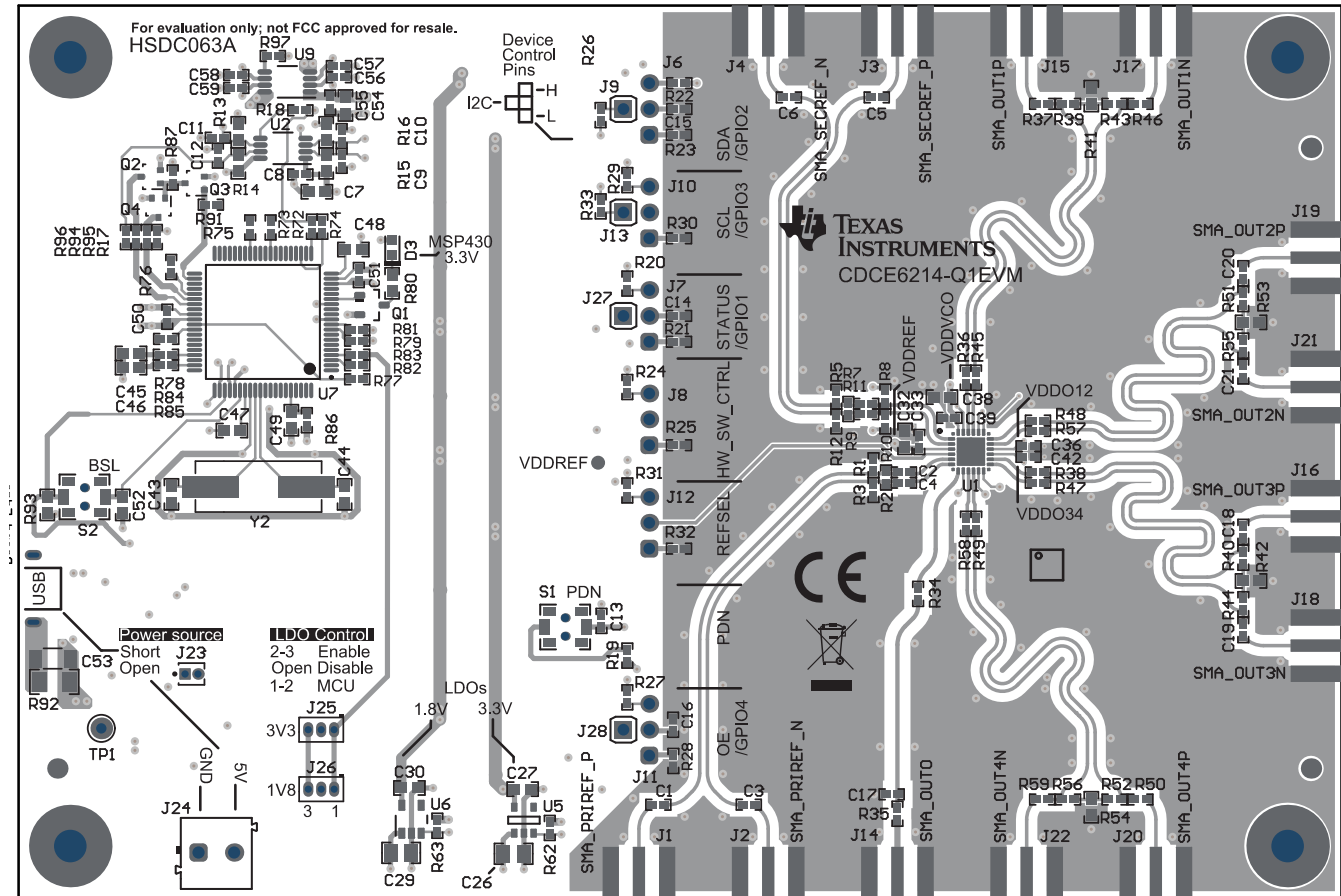 For evaluation only; not FCC approved for resale.
HSDC063A
R97
U9
C57
C56
C58
C59
C55
C54
R13
R18
U2
C11
C12
R87
R16
C10
R15
C9
Q2
Q3
R14
C8
C7
Q4
R91
R75
R73
R72
R74
C48
R96
R94
R95
R17
R76
C50
C51
D3
MSP430
3.3V
R80
Q1
R81
R79
R83
R82
R77
U7
C45
C46
R78
R84
R85
C47
C49
R86
BSL
S2
R93
C52
C43
Y2
C44
USB
C53
R92
TP1
Power source
Short
Open
J23
LDO Control
2-3 Enable
Open Disable
1-2 MCU
J25
3V3
J26
1V8
3 1
GND
5V
J24
LDOs
1.8V
3.3V
C30
U6
R63
C29
C27
U5
R62
C26
Device
Control
Pins
I2C
H
L
R26
J6
J9
R22
C15
R23
SDA
/GPIO2
R29
J10
R33
J13
R30
SCL
/GPIO3
R20
J7
J27
C14
R21
STATUS
/GPIO1
R24
J8
R25
HW_SW_CTRL
VDDREF
R31
J12
R32
REFSEL
S1 PDN
C13
R19
PDN
R27
J28
C16
R28
OE
/GPIO4
J11
SMA_PRIREF_P
C1
J1
C3
J2
SMA_PRIREF_N
C17
R35
J14
SMA_OUT0
J4
C6
SMA_SECREF_N
J3
C5
SMA_SECREF_P
SMA_OUT1P
J15
R37
R39
R41
R43
R46
J17
SMA_OUT1N
TEXAS
INSTRUMENTS
CDCE6214-Q1EVM
J19
SMA_OUT2P
C20
R51
R53
R55
C21
J21
SMA_OUT2N
R5
R7
R11
R8
R12
R9
R10
VDDREF
C32
C33
VDDVCO
C38
C39
R36
R45
VDDO12
R48
R57
C36
C42
R38
R47
VDDO34
U1
R1
R3
R2
C2
C4
R58
R49
R34
J16
SMA_OUT3P
C18
R40
R42
R44
C19
J18
SMA_OUT3N
SMA_OUT4N
R59
R56
R52
R50
R54
J22
J20
SMA_OUT4P